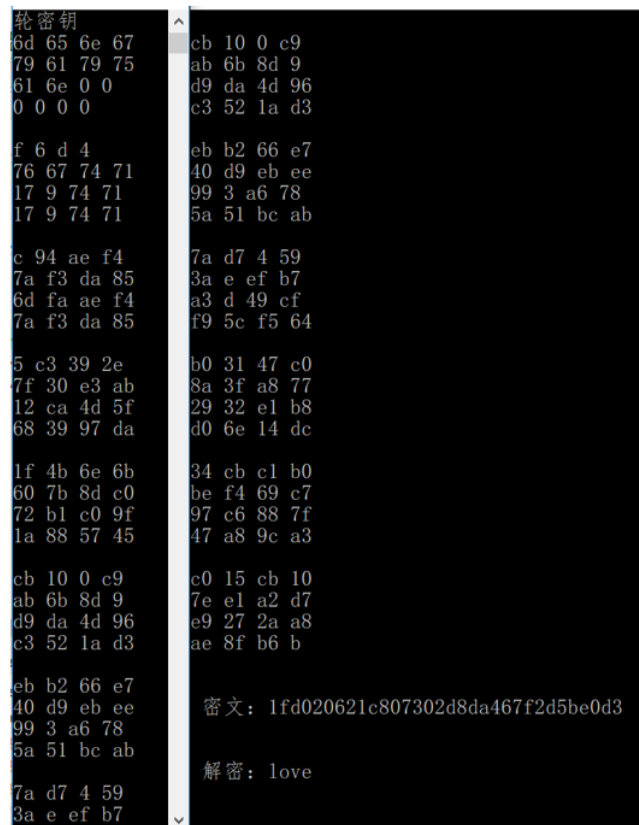 轮密钥
6d 65 6e 67
79 61 79 75
61 6e 0 0
0 0 0 0
f 6 d 4
76 67 74 71
17 9 74 71
17 9 74 71
c 94 ae f4
7a f3 da 85
6d fa ae f4
7a f3 da 85
5 c3 39 2e
7f 30 e3 ab
12 ca 4d 5f
68 39 97 da
1f 4b 6e 6b
60 7b 8d c0
72 b1 c0 9f
1a 88 57 45
cb 10 0 c9
ab 6b 8d 9
d9 da 4d 96
c3 52 1a d3
eb b2 66 e7
40 d9 eb ee
99 3 a6 78
5a 51 bc ab
7a d7 4 59
3a e ef b7
cb 10 0 c9
ab 6b 8d 9
d9 da 4d 96
c3 52 1a d3
eb b2 66 e7
40 d9 eb ee
99 3 a6 78
5a 51 bc ab
7a d7 4 59
3a e ef b7
a3 d 49 cf
f9 5c f5 64
b0 31 47 c0
8a 3f a8 77
29 32 e1 b8
d0 6e 14 dc
34 cb c1 b0
be f4 69 c7
97 c6 88 7f
47 a8 9c a3
c0 15 cb 10
7e e1 a2 d7
e9 27 2a a8
ae 8f b6 b
密文: 1fd020621c807302d8da467f2d5be0d3
解密: love